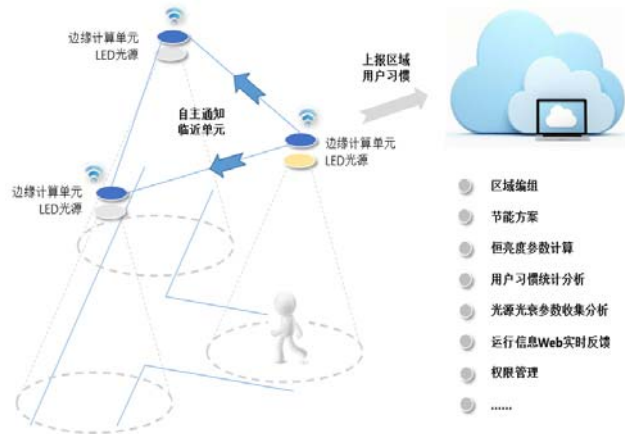 边缘计算单元
LED光源
上报区域
用户习惯
自主通知
临近单元
边缘计算单元
LED光源
边缘计算单元
LED光源
区域编组
节能方案
恒亮度参数计算
用户习惯统计分析
光源光衰参数收集分析
运行信息Web实时反馈
权限管理
......